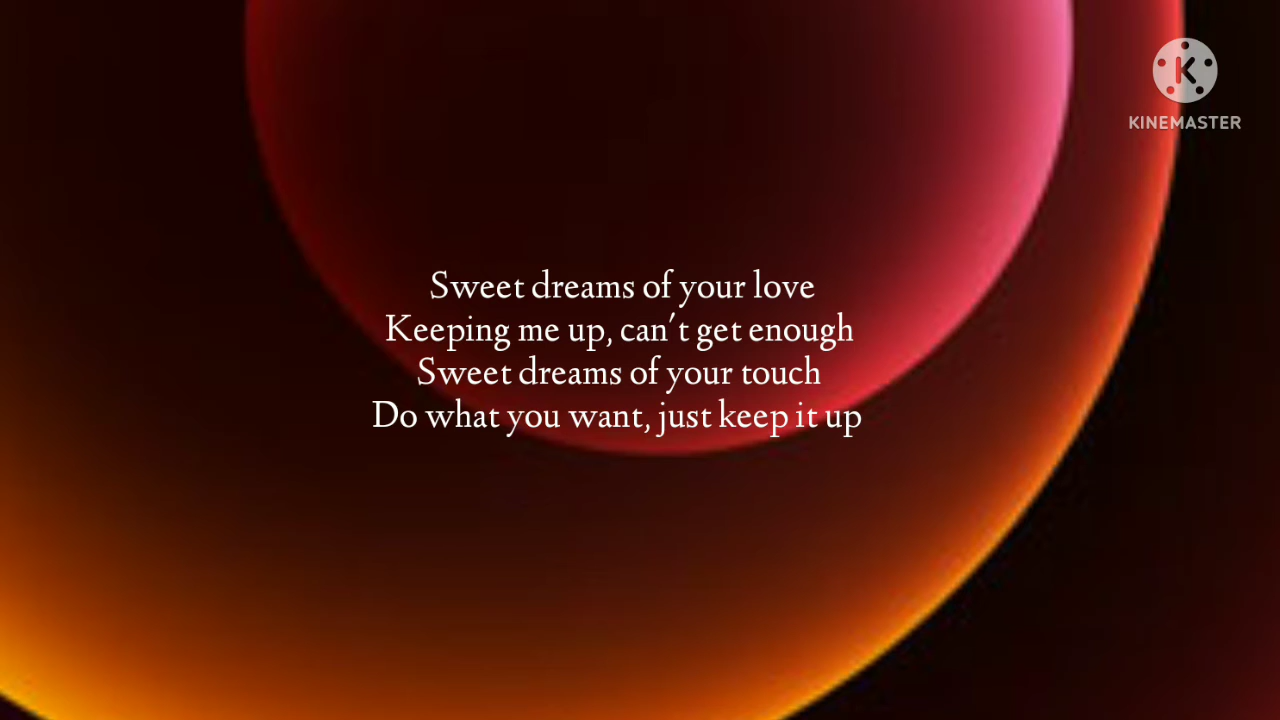 KINEMASTER
Sweet dreams of your love
Keeping me up, can't get enough
Sweet dreams of your touch
Do what you want, just keep it up